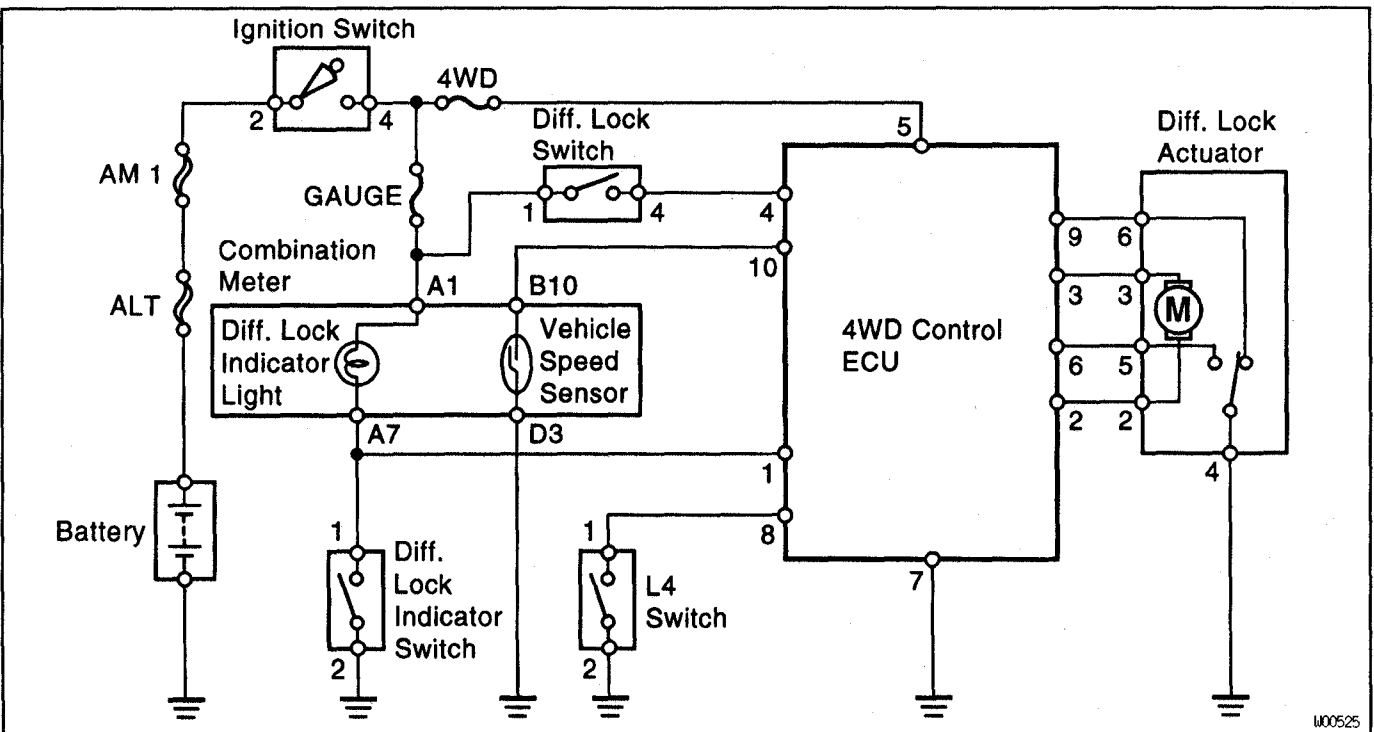 Ignition Switch
4WD
2
4
AM 1
GAUGE
Diff. Lock
Switch
1
4
5
4
Diff. Lock
Actuator
Combination
Meter
A1
B10
10
ALT
Diff. Lock
Indicator
Light
Vehicle
Speed
Sensor
4WD Control
ECU
9
6
3
3
M
6
5
2
2
A7
D3
1
4
Battery
1
Diff.
Lock
Indicator
Switch
2
1
L4
Switch
2
8
7
W00525